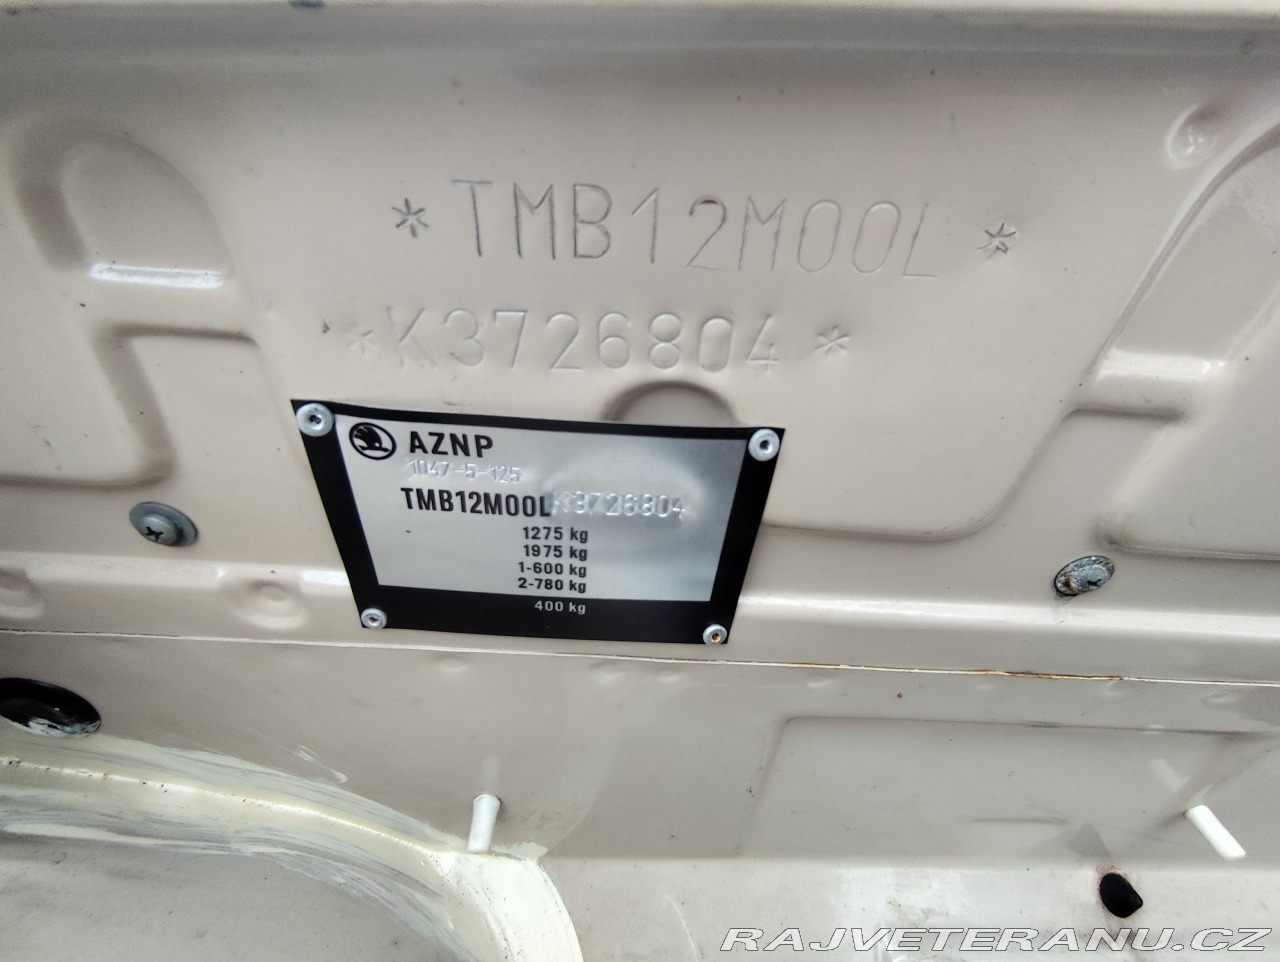 *TMB12M00L*
*K3726804*
AZNP
1047-5-125
TMB12M00LK3726804
1275 kg
1975 kg
1-600 kg
2-780 kg
400 kg
RAJVETERANU.CZ